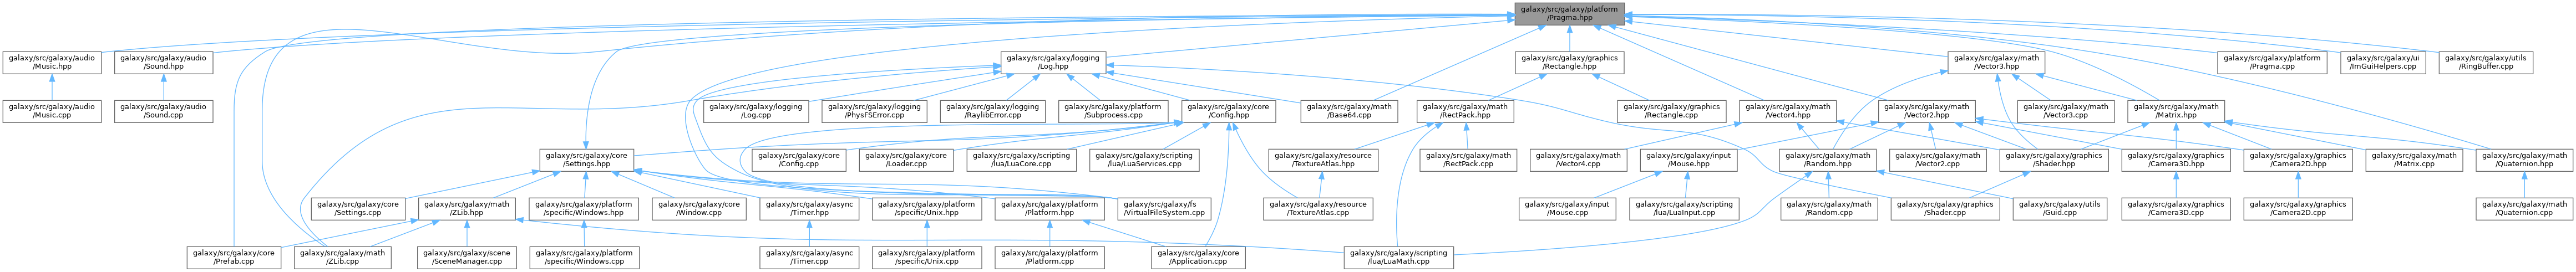 galaxy/src/galaxy/platform
/Pragma.hpp
galaxy/src/galaxy/audio
/Music.hpp
galaxy/src/galaxy/audio
/Sound.hpp
galaxy/src/galaxy/logging
/Log.hpp
galaxy/src/galaxy/graphics
/Rectangle.hpp
galaxy/src/galaxy/math
/Vector3.hpp
galaxy/src/galaxy/platform
/Pragma.cpp
galaxy/src/galaxy/ui
/ImGuiHelpers.cpp
galaxy/src/galaxy/utils
/RingBuffer.cpp
galaxy/src/galaxy/audio
/Music.cpp
galaxy/src/galaxy/audio
/Sound.cpp
galaxy/src/galaxy/logging
/Log.cpp
galaxy/src/galaxy/logging
/PhysFSError.cpp
galaxy/src/galaxy/logging
/RaylibError.cpp
galaxy/src/galaxy/platform
/Subprocess.cpp
galaxy/src/galaxy/core
/Config.hpp
galaxy/src/galaxy/math
/Base64.cpp
galaxy/src/galaxy/math
/RectPack.hpp
galaxy/src/galaxy/graphics
/Rectangle.cpp
galaxy/src/galaxy/math
/Vector4.hpp
galaxy/src/galaxy/math
/Vector2.hpp
galaxy/src/galaxy/math
/Vector3.cpp
galaxy/src/galaxy/math
/Matrix.hpp
galaxy/src/galaxy/core
/Settings.hpp
galaxy/src/galaxy/core
/Config.cpp
galaxy/src/galaxy/core
/Loader.cpp
galaxy/src/galaxy/scripting
/lua/LuaCore.cpp
galaxy/src/galaxy/scripting
/lua/LuaServices.cpp
galaxy/src/galaxy/resource
/TextureAtlas.hpp
galaxy/src/galaxy/math
/RectPack.cpp
galaxy/src/galaxy/math
/Vector4.cpp
galaxy/src/galaxy/input
/Mouse.hpp
galaxy/src/galaxy/math
/Random.hpp
galaxy/src/galaxy/math
/Vector2.cpp
galaxy/src/galaxy/graphics
/Shader.hpp
galaxy/src/galaxy/graphics
/Camera3D.hpp
galaxy/src/galaxy/graphics
/Camera2D.hpp
galaxy/src/galaxy/math
/Matrix.cpp
galaxy/src/galaxy/math
/Quaternion.hpp
galaxy/src/galaxy/core
/Settings.cpp
galaxy/src/galaxy/math
/ZLib.hpp
galaxy/src/galaxy/platform
/specific/Windows.hpp
galaxy/src/galaxy/core
/Window.cpp
galaxy/src/galaxy/async
/Timer.hpp
galaxy/src/galaxy/platform
/specific/Unix.hpp
galaxy/src/galaxy/platform
/Platform.hpp
galaxy/src/galaxy/fs
/VirtualFileSystem.cpp
galaxy/src/galaxy/resource
/TextureAtlas.cpp
galaxy/src/galaxy/input
/Mouse.cpp
galaxy/src/galaxy/scripting
/lua/LuaInput.cpp
galaxy/src/galaxy/math
/Random.cpp
galaxy/src/galaxy/graphics
/Shader.cpp
galaxy/src/galaxy/utils
/Guid.cpp
galaxy/src/galaxy/graphics
/Camera3D.cpp
galaxy/src/galaxy/graphics
/Camera2D.cpp
galaxy/src/galaxy/math
/Quaternion.cpp
galaxy/src/galaxy/core
/Prefab.cpp
galaxy/src/galaxy/math
/ZLib.cpp
galaxy/src/galaxy/scene
/SceneManager.cpp
galaxy/src/galaxy/platform
/specific/Windows.cpp
galaxy/src/galaxy/async
/Timer.cpp
galaxy/src/galaxy/platform
/specific/Unix.cpp
galaxy/src/galaxy/platform
/Platform.cpp
galaxy/src/galaxy/core
/Application.cpp
galaxy/src/galaxy/scripting
/lua/LuaMath.cpp